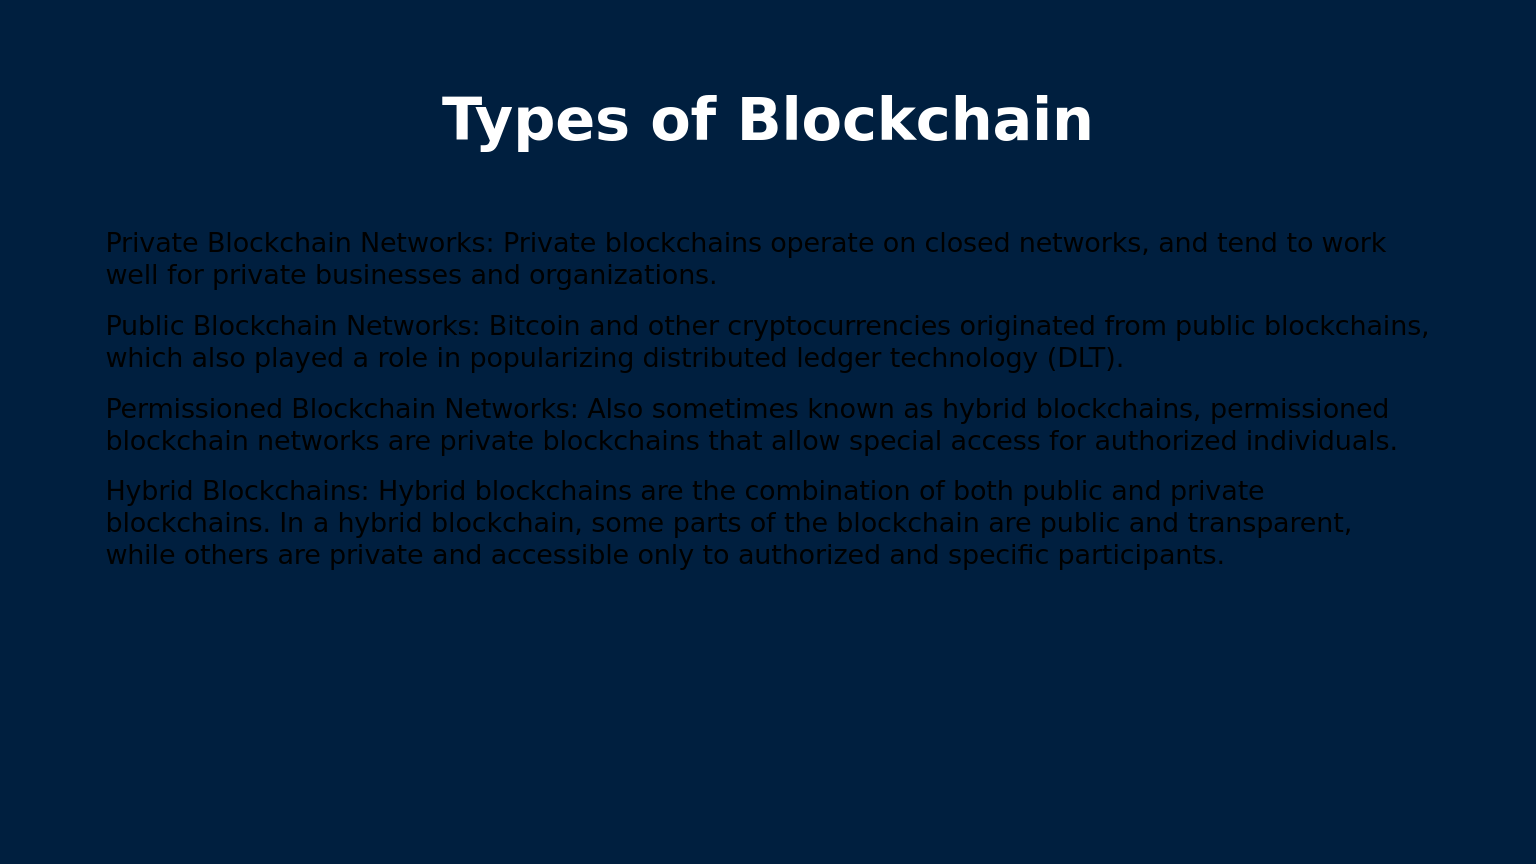 Types of Blockchain
Private Blockchain Networks: Private blockchains operate on closed networks, and tend to work
well for private businesses and organizations.
Public Blockchain Networks: Bitcoin and other cryptocurrencies originated from public blockchains,
which also played a role in popularizing distributed ledger technology (DLT).
Permissioned Blockchain Networks: Also sometimes known as hybrid blockchains, permissioned
blockchain networks are private blockchains that allow special access for authorized individuals.
Hybrid Blockchains: Hybrid blockchains are the combination of both public and private
blockchains. In a hybrid blockchain, some parts of the blockchain are public and transparent,
while others are private and accessible only to authorized and specific participants.